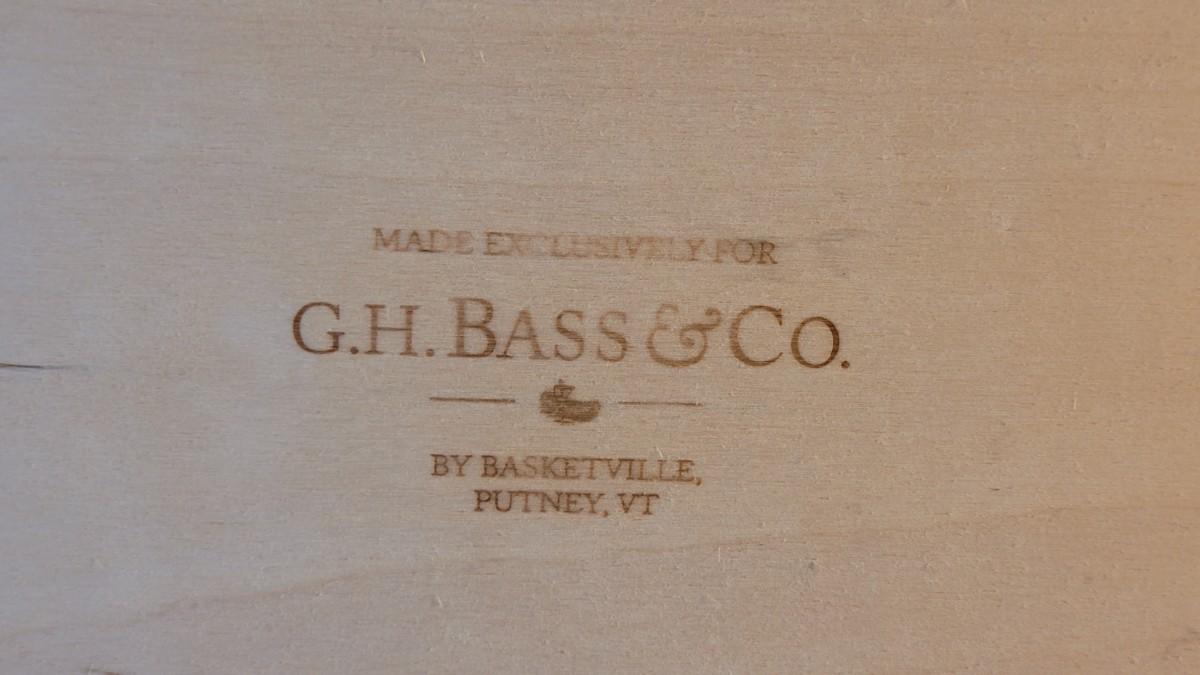 MADE EXCLUSIVELY FOR
G.H. BASS & CO.
BY BASKETVILLE,
PUTNEY, VT